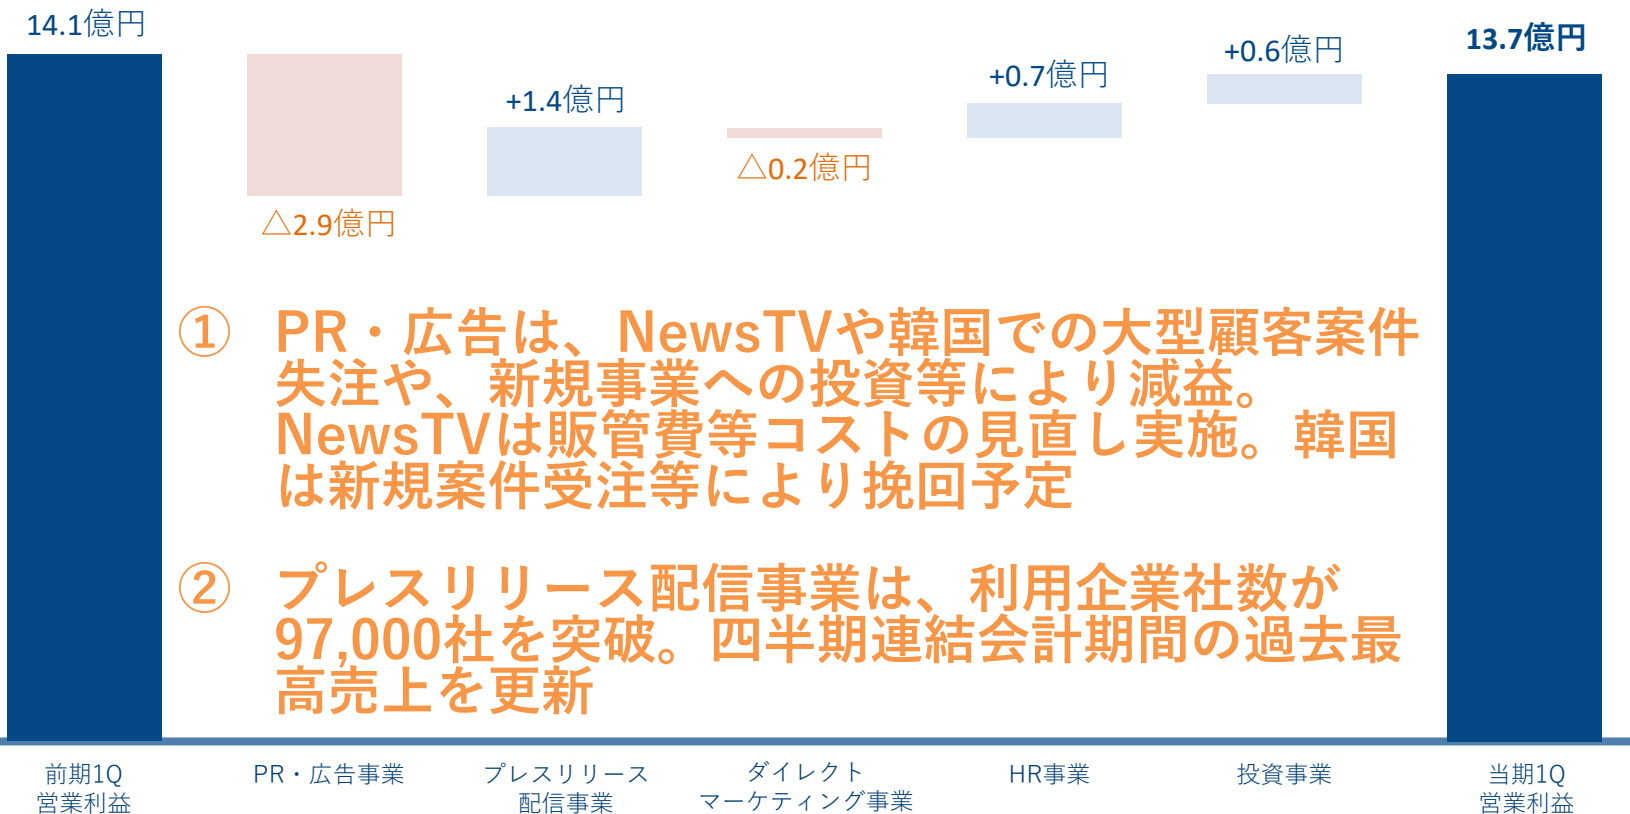 14.1億円
△2.9億円
+1.4億円
△0.2億円
+0.7億円
+0.6億円
13.7億円
① PR・広告は、NewsTVや韓国での大型顧客案件
失注や、新規事業への投資等により減益。
NewsTVは販管費等コストの見直し実施。韓国
は新規案件受注等により挽回予定
② プレスリリース配信事業は、利用企業社数が
97,000社を突破。四半期連結会計期間の過去最
高売上を更新
前期1Q
営業利益
PR・広告事業
プレスリリース
配信事業
ダイレクト
マーケティング事業
HR事業
投資事業
当期1Q
営業利益